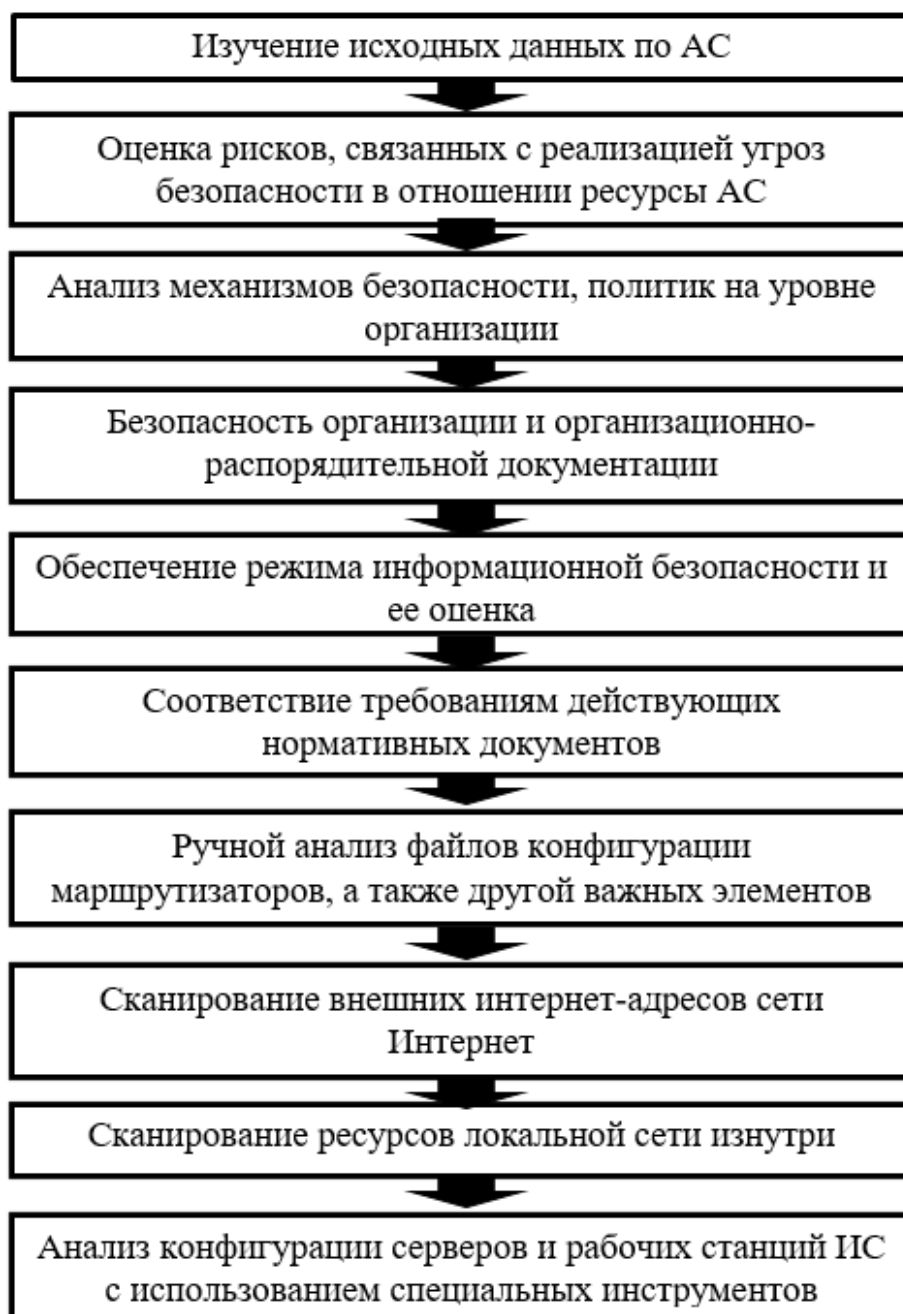 Изучение исходных данных по АС
Оценка рисков, связанных с реализацией угроз
безопасности в отношении ресурсы АС
Анализ механизмов безопасности, политик на уровне
организации
Безопасность организации и организационно-
распорядительной документации
Обеспечение режима информационной безопасности и
ее оценка
Соответствие требованиям действующих
нормативных документов
Ручной анализ файлов конфигурации
маршрутизаторов, а также другой важных элементов
Сканирование внешних интернет-адресов сети
Интернет
Сканирование ресурсов локальной сети изнутри
Анализ конфигурации серверов и рабочих станций ИС
с использованием специальных инструментов